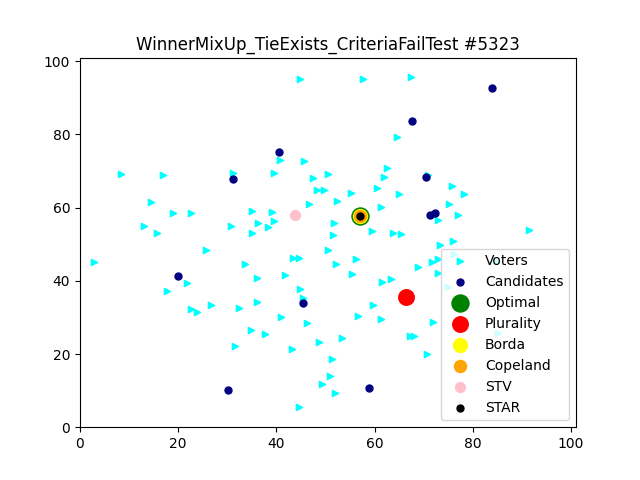 WinnerMixUp_TieExists_CriteriaFailTest #5323
100
80
60
40
20
0
0 20 40 60 80 100
Voters
Candidates
Optimal
Plurality
Borda
Copeland
STV
STAR